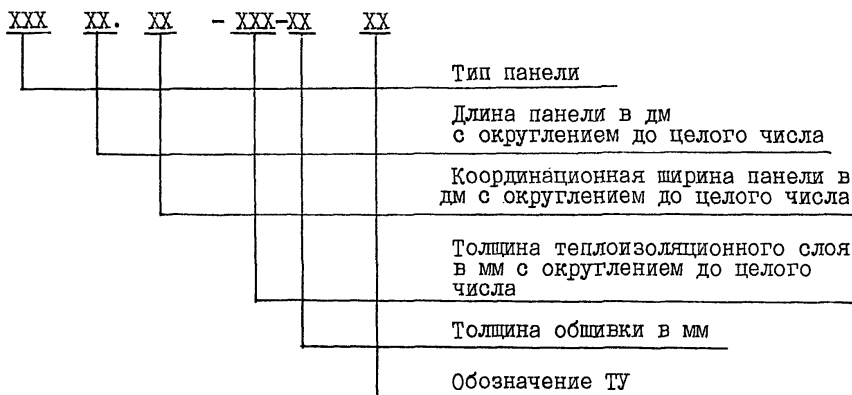 XXX XX. XX - XXX-XX XX
Тип панели
Длина панели в дм
с округлением до целого числа
Координационная ширина панели в
дм с округлением до целого числа
Толщина теплоизоляционного слоя
в мм с округлением до целого
числа
Толщина обшивки в мм
Обозначение ТУ